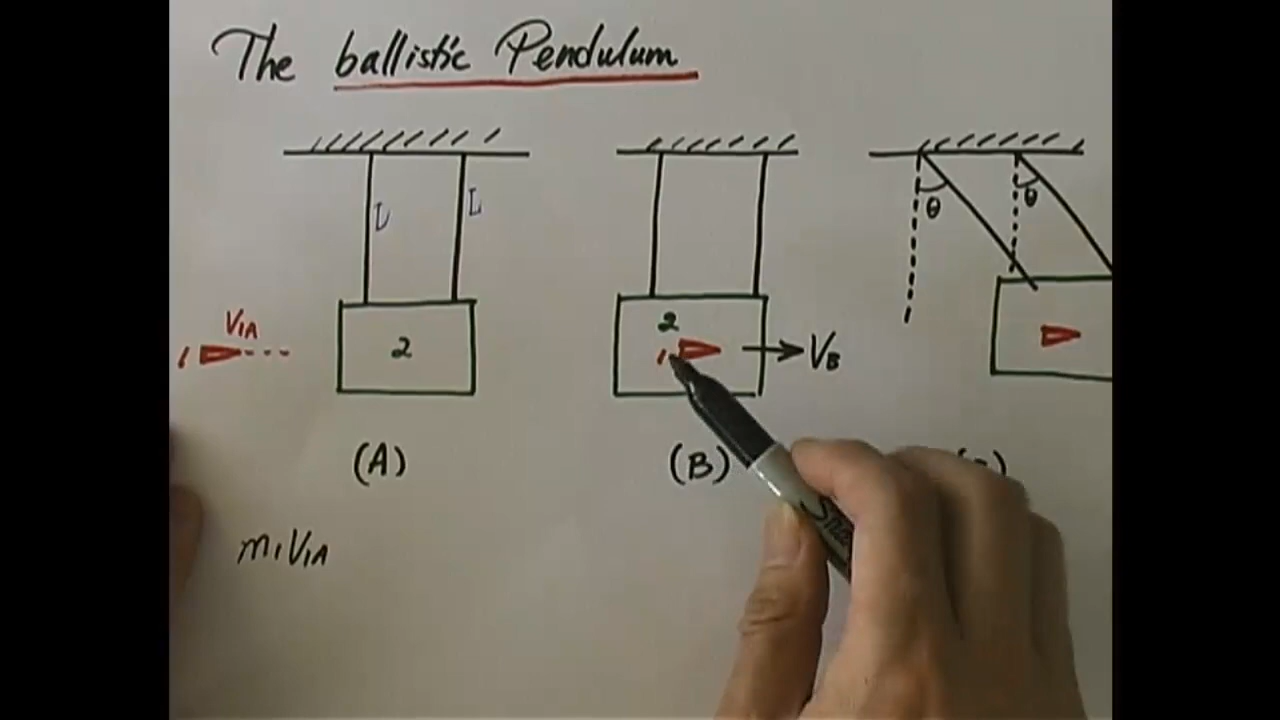 The ballistic Pendulum
L L
θ θ
V1A
1
2
2
1
VB
(A) (B)
m1V1A